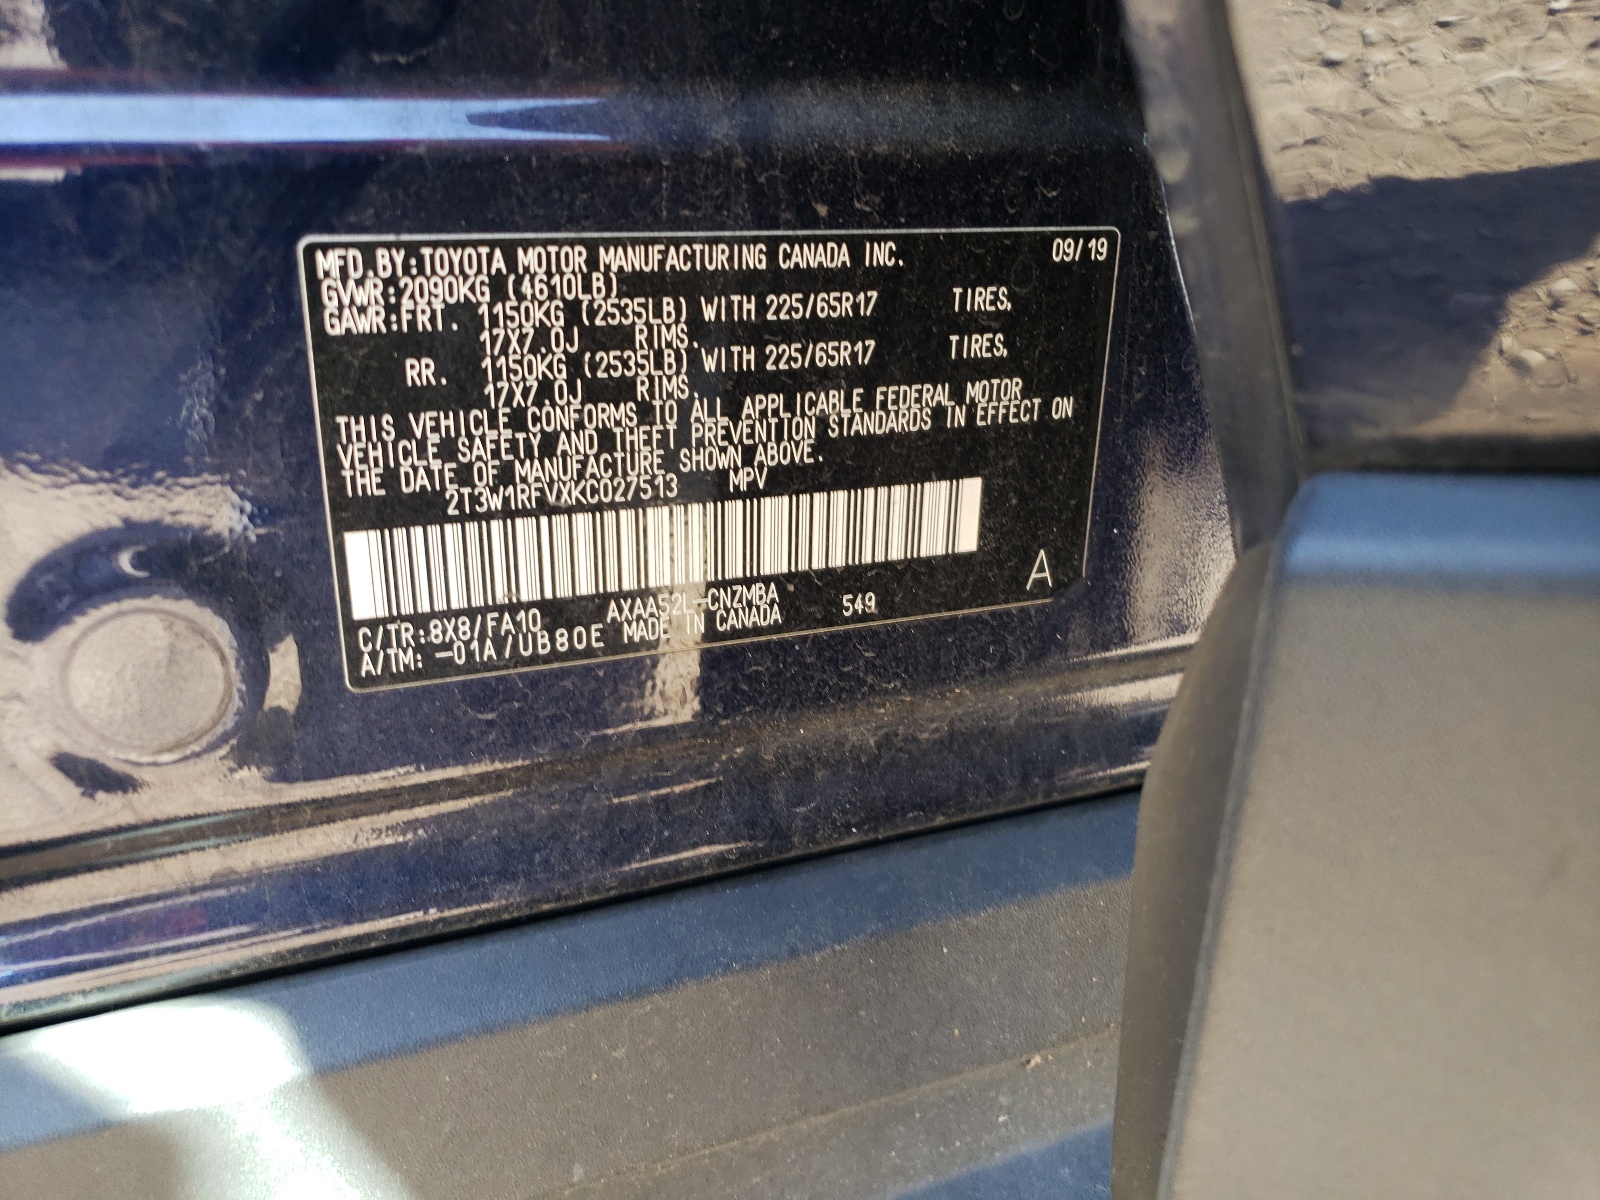 MFD.BY:TOYOTA MOTOR MANUFACTURING CANADA INC. 09/19
GVWR:2090KG (4610LB)
GAWR:FRT. 1150KG (2535LB) WITH 225/65R17 TIRES,
17X7.0J RIMS.
RR. 1150KG (2535LB) WITH 225/65R17 TIRES,
17X7.0J RIMS.
THIS VEHICLE CONFORMS TO ALL APPLICABLE FEDERAL MOTOR
VEHICLE SAFETY AND THEFT PREVENTION STANDARDS IN EFFECT ON
THE DATE OF MANUFACTURE SHOWN ABOVE.
2T3W1RFVXKC027513 MPV
A
C/TR:8X8/FA10 AXAA52L-CNZMBA 549
A/TM: -01A/UB80E MADE IN CANADA